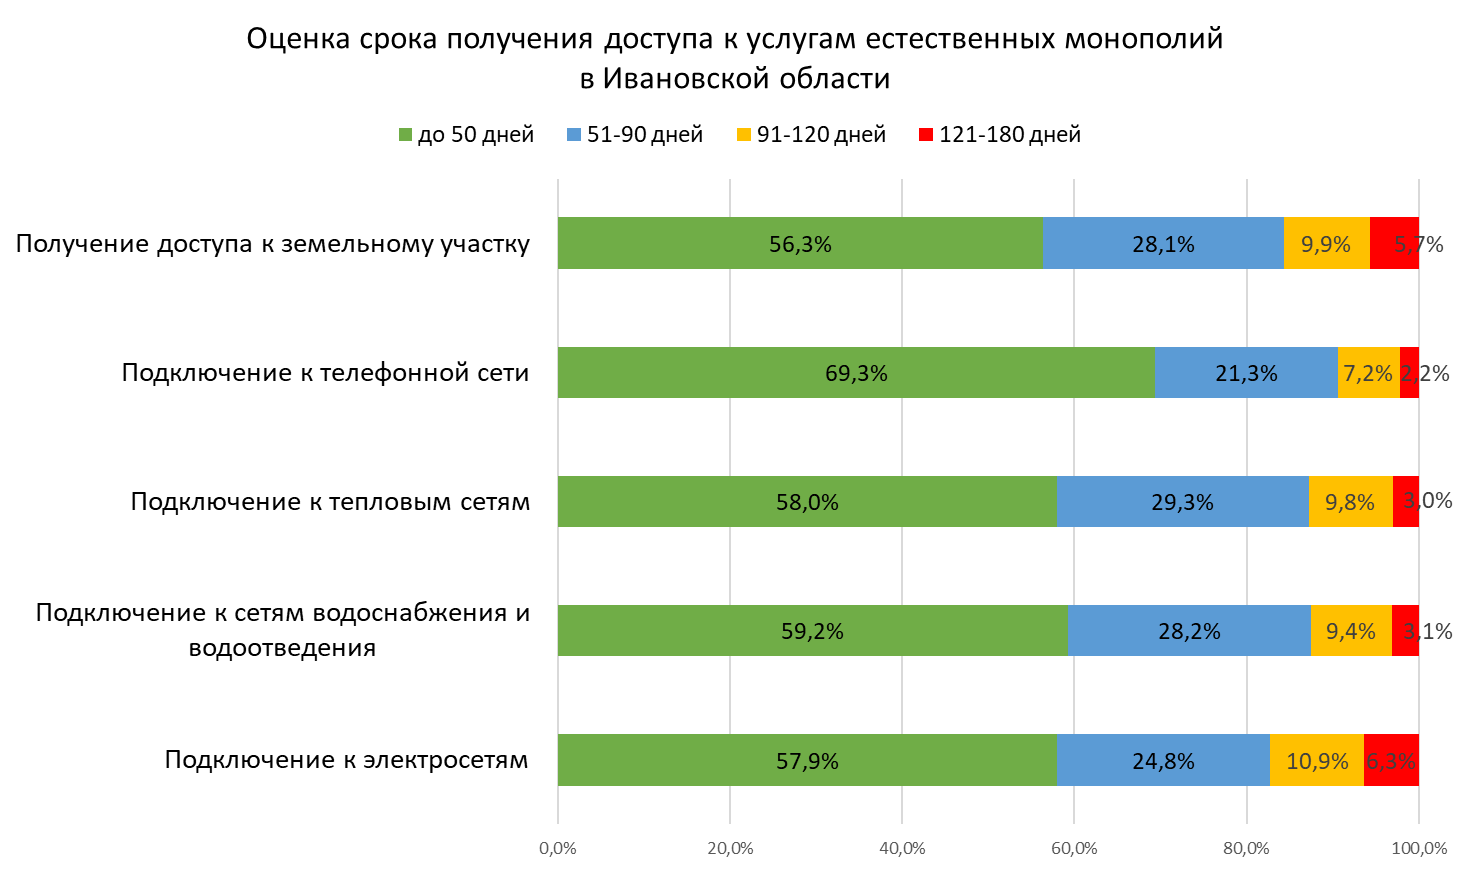 Оценка срока получения доступа к услугам естественных монополий
в Ивановской области
до 50 дней 51-90 дней 91-120 дней 121-180 дней
Получение доступа к земельному участку 56,3% 28,1% 9,9% 5,7%
Подключение к телефонной сети 69,3% 21,3% 7,2% 2,2%
Подключение к тепловым сетям 58,0% 29,3% 9,8% 3,0%
Подключение к сетям водоснабжения и
водоотведения 59,2% 28,2% 9,4% 3,1%
Подключение к электросетям 57,9% 24,8% 10,9% 6,3%
0,0% 20,0% 40,0% 60,0% 80,0% 100,0%